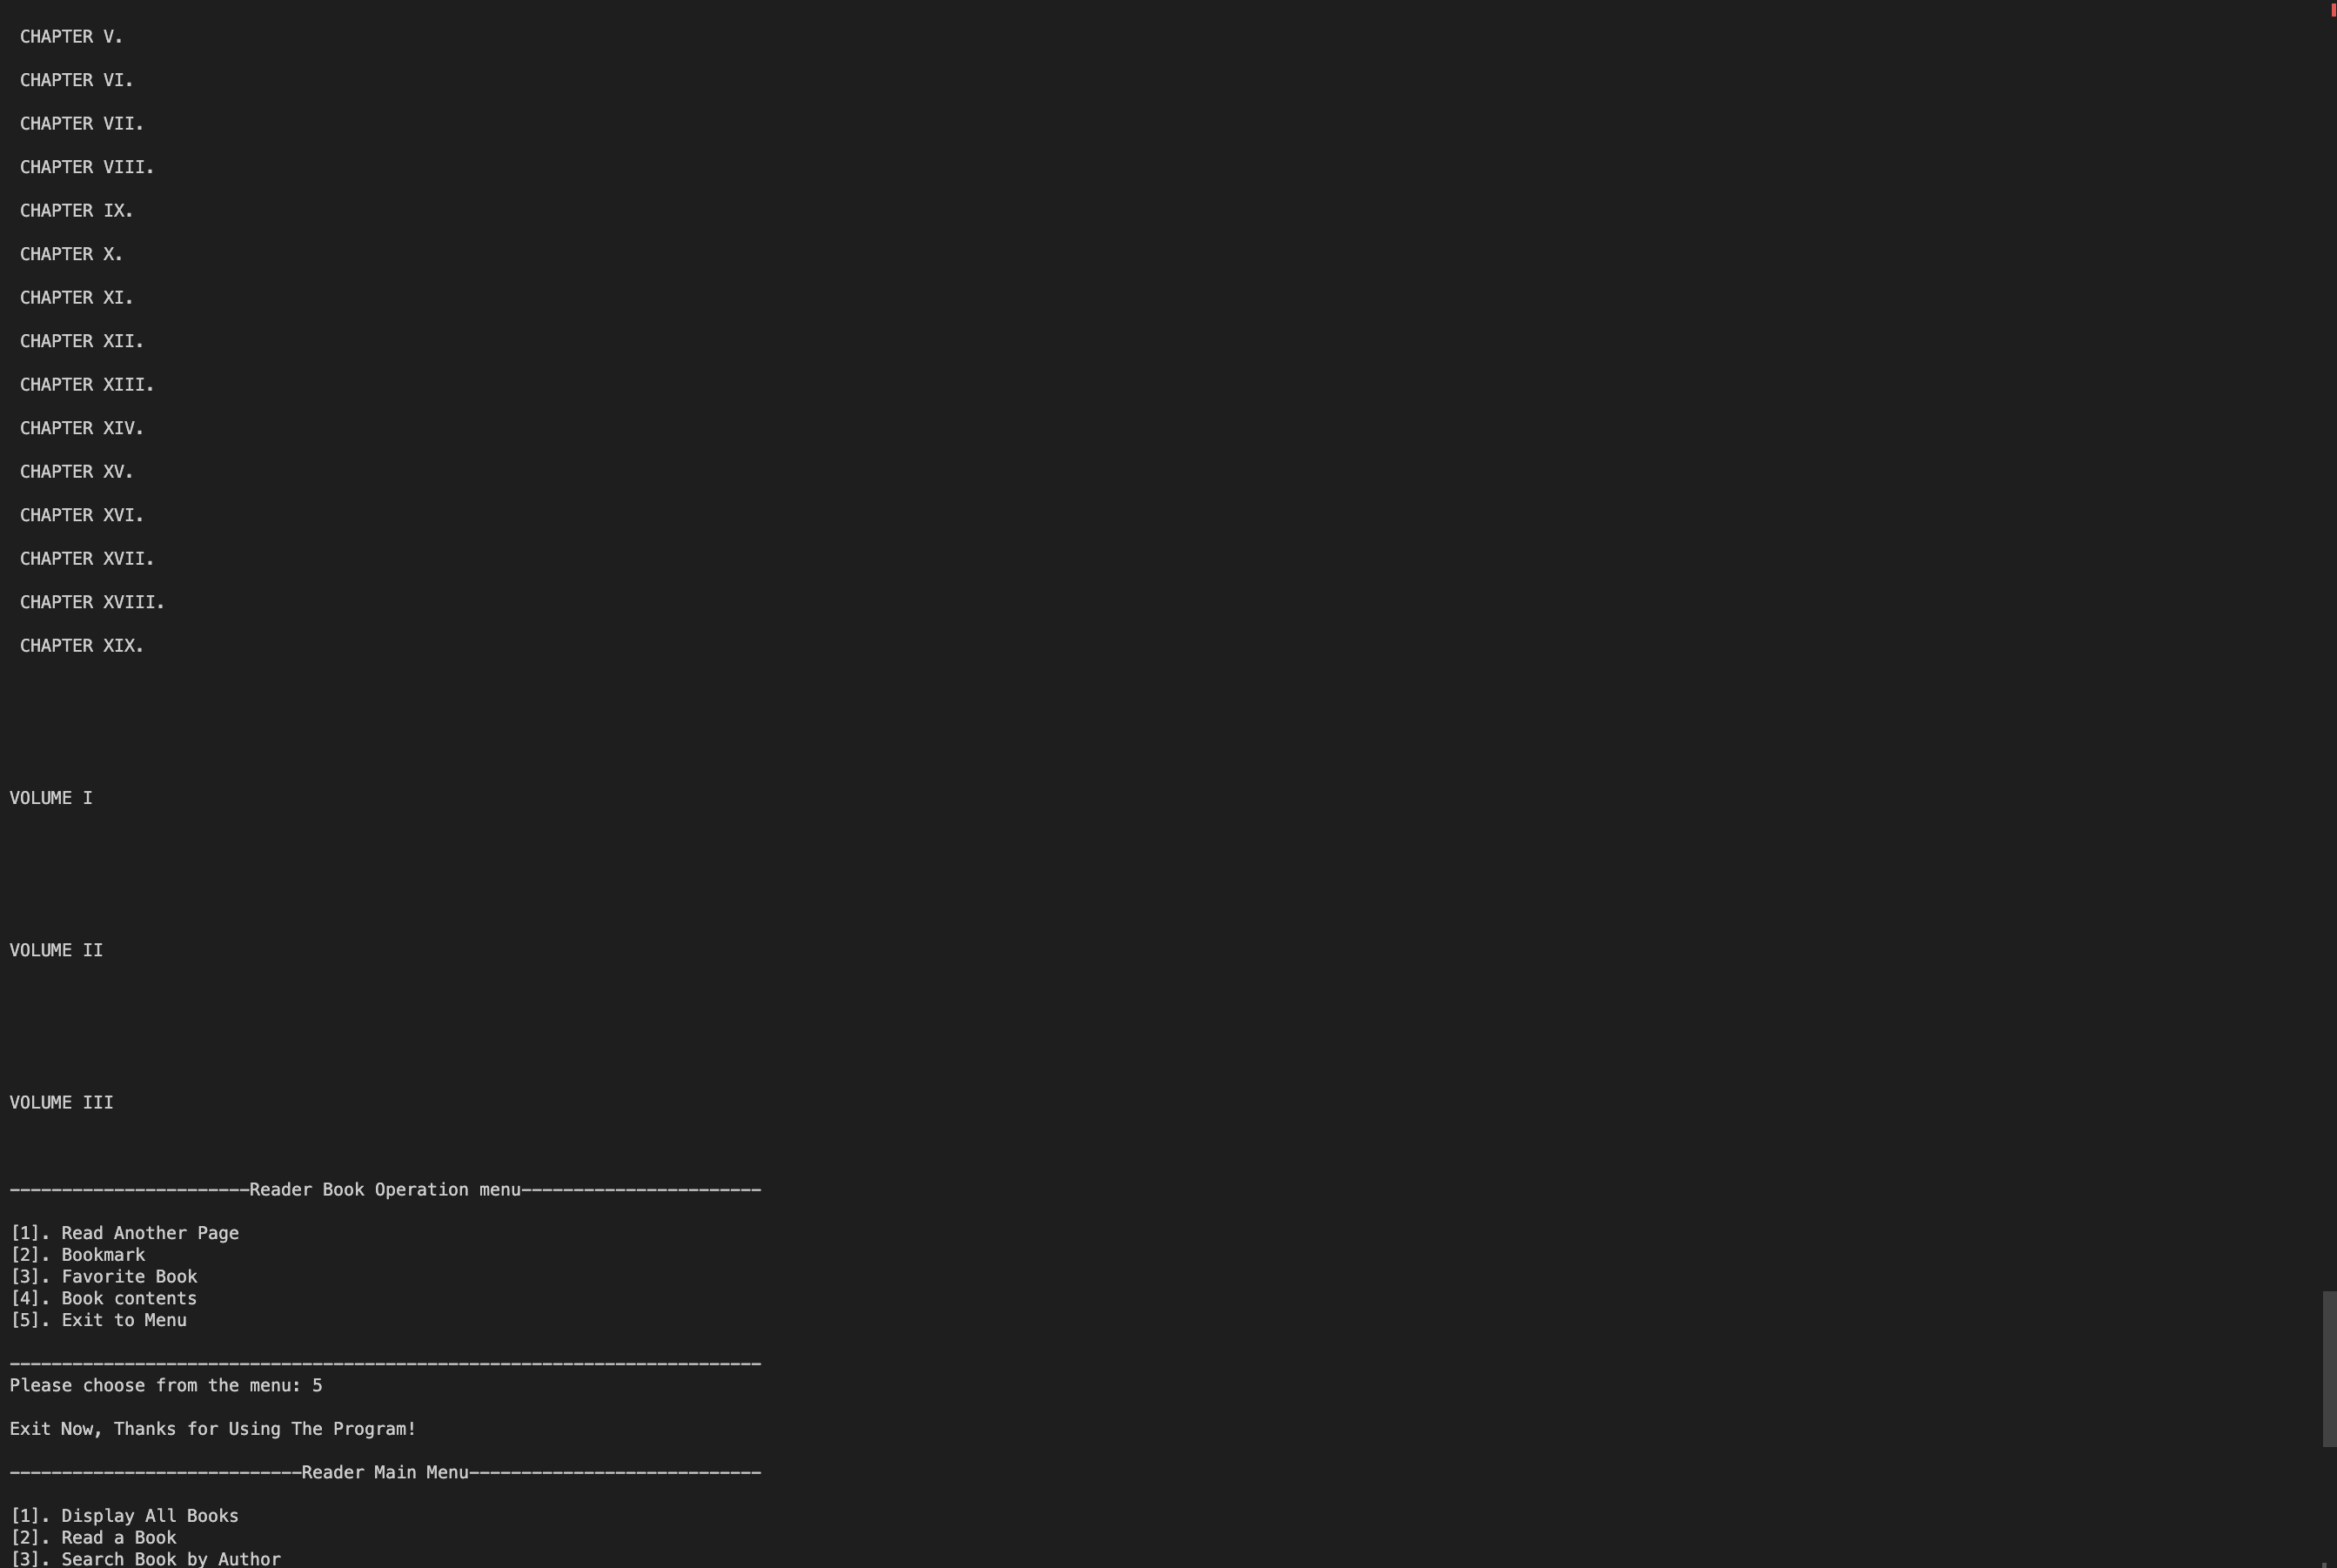 CHAPTER V.
CHAPTER VI.
CHAPTER VII.
CHAPTER VIII.
CHAPTER IX.
CHAPTER X.
CHAPTER XI.
CHAPTER XII.
CHAPTER XIII.
CHAPTER XIV.
CHAPTER XV.
CHAPTER XVI.
CHAPTER XVII.
CHAPTER XVIII.
CHAPTER XIX.
VOLUME I
VOLUME II
VOLUME III
-----------------------Reader Book Operation menu-----------------------
[1]. Read Another Page
[2]. Bookmark
[3]. Favorite Book
[4]. Book contents
[5]. Exit to Menu
------------------------------------------------------------------------
Please choose from the menu: 5
Exit Now, Thanks for Using The Program!
----------------------------Reader Main Menu----------------------------
[1]. Display All Books
[2]. Read a Book
[3]. Search Book by Author